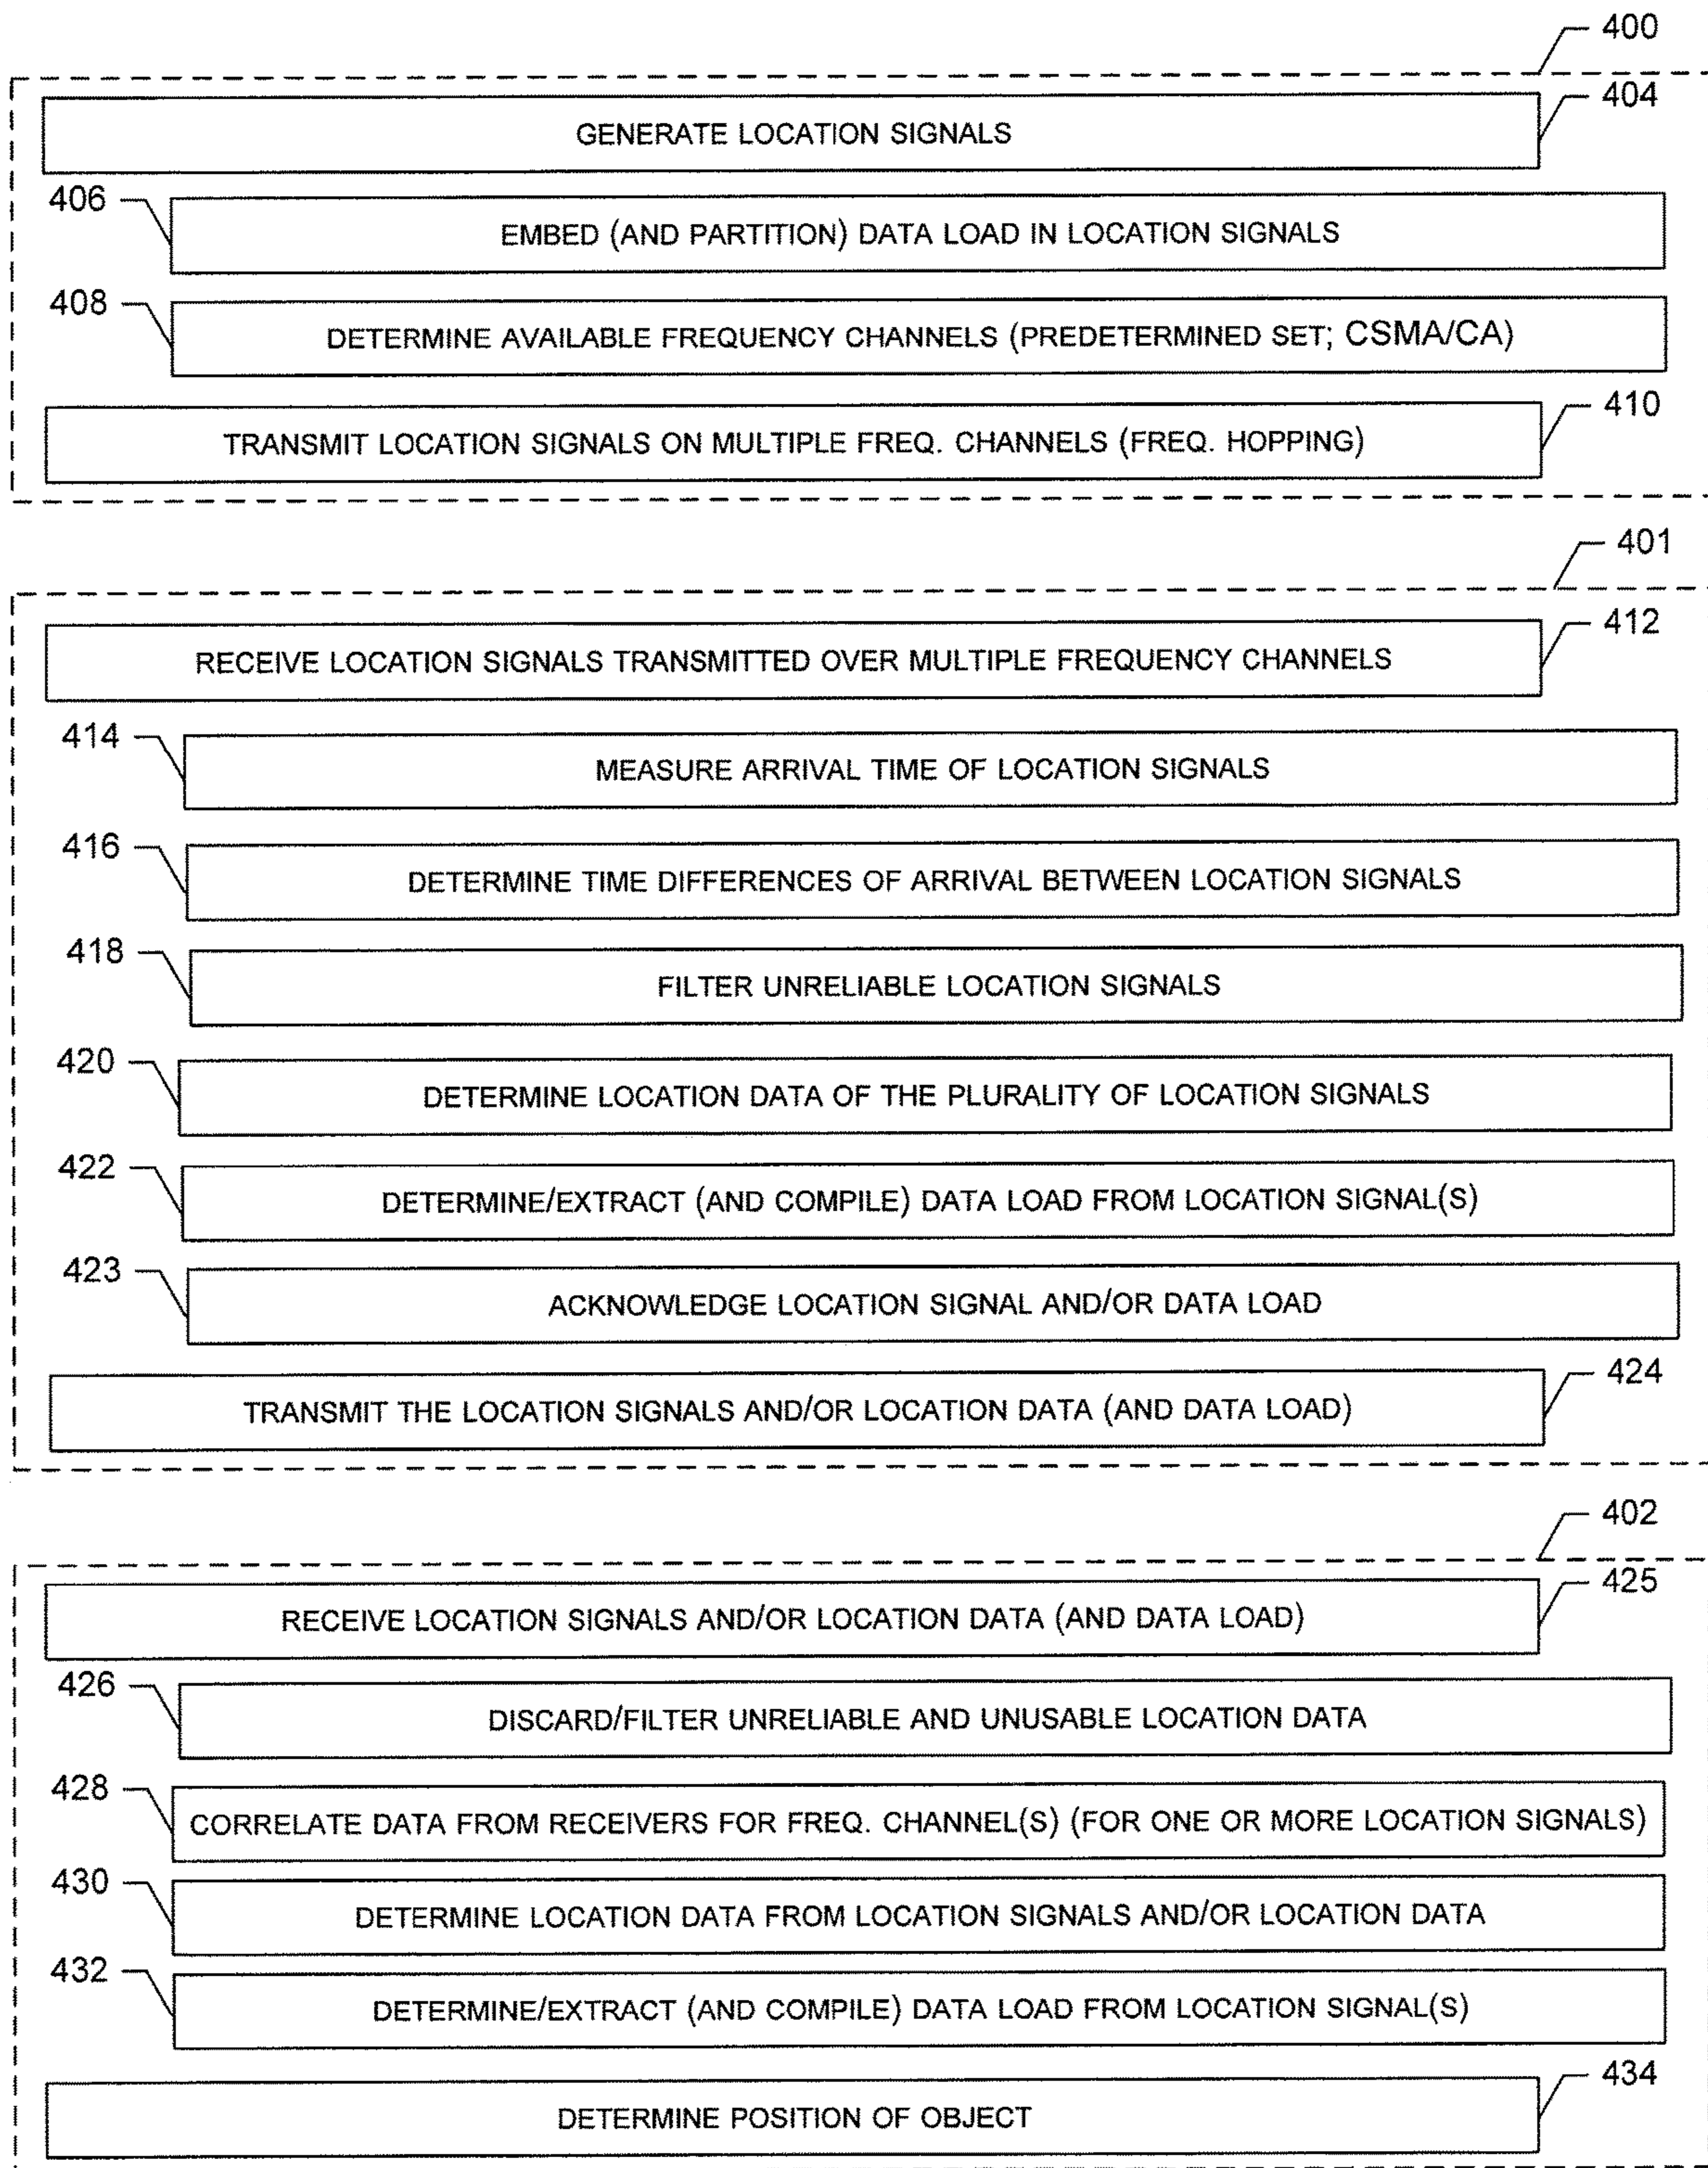 400
404
GENERATE LOCATION SIGNALS
406
EMBED (AND PARTITION) DATA LOAD IN LOCATION SIGNALS
408
DETERMINE AVAILABLE FREQUENCY CHANNELS (PREDETERMINED SET; CSMA/CA)
410
TRANSMIT LOCATION SIGNALS ON MULTIPLE FREQ. CHANNELS (FREQ. HOPPING)
401
412
RECEIVE LOCATION SIGNALS TRANSMITTED OVER MULTIPLE FREQUENCY CHANNELS
414
MEASURE ARRIVAL TIME OF LOCATION SIGNALS
416
DETERMINE TIME DIFFERENCES OF ARRIVAL BETWEEN LOCATION SIGNALS
418
FILTER UNRELIABLE LOCATION SIGNALS
420
DETERMINE LOCATION DATA OF THE PLURALITY OF LOCATION SIGNALS
422
DETERMINE/EXTRACT (AND COMPILE) DATA LOAD FROM LOCATION SIGNAL(S)
423
ACKNOWLEDGE LOCATION SIGNAL AND/OR DATA LOAD
424
TRANSMIT THE LOCATION SIGNALS AND/OR LOCATION DATA (AND DATA LOAD)
402
425
RECEIVE LOCATION SIGNALS AND/OR LOCATION DATA (AND DATA LOAD)
426
DISCARD/FILTER UNRELIABLE AND UNUSABLE LOCATION DATA
428
CORRELATE DATA FROM RECEIVERS FOR FREQ. CHANNEL(S) (FOR ONE OR MORE LOCATION SIGNALS)
430
DETERMINE LOCATION DATA FROM LOCATION SIGNALS AND/OR LOCATION DATA
432
DETERMINE/EXTRACT (AND COMPILE) DATA LOAD FROM LOCATION SIGNAL(S)
434
DETERMINE POSITION OF OBJECT